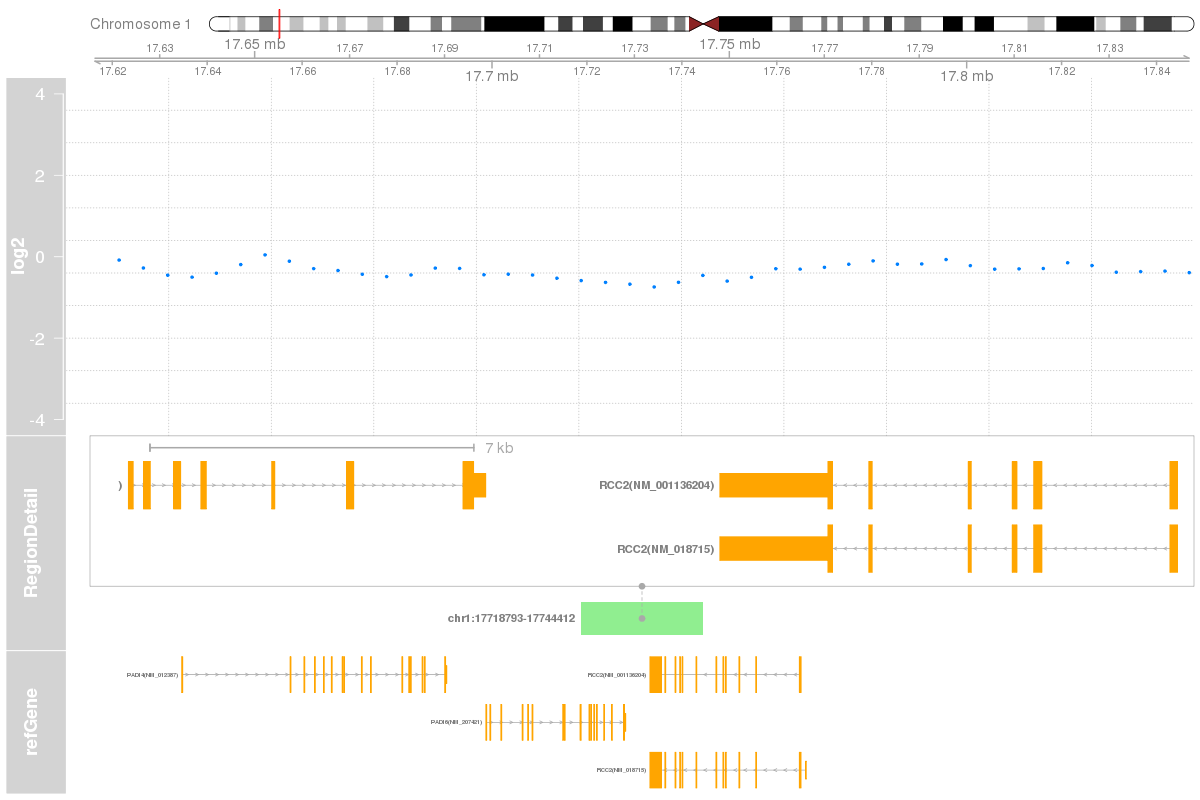 Chromosome 1
17.63 17.65 mb 17.67 17.69 17.71 17.73 17.75 mb 17.77 17.79 17.81 17.83
17.62 17.64 17.66 17.68 17.7 mb 17.72 17.74 17.76 17.78 17.8 mb 17.82 17.84
4
2
0
-2
-4
log2
7 kb
)
RCC2(NM_001136204)
RCC2(NM_018715)
RegionDetail
chr1:17718793-17744412
PADI4(NM_012387)
RCC2(NM_001136204)
PADI6(NM_207421)
RCC2(NM_018715)
refGene